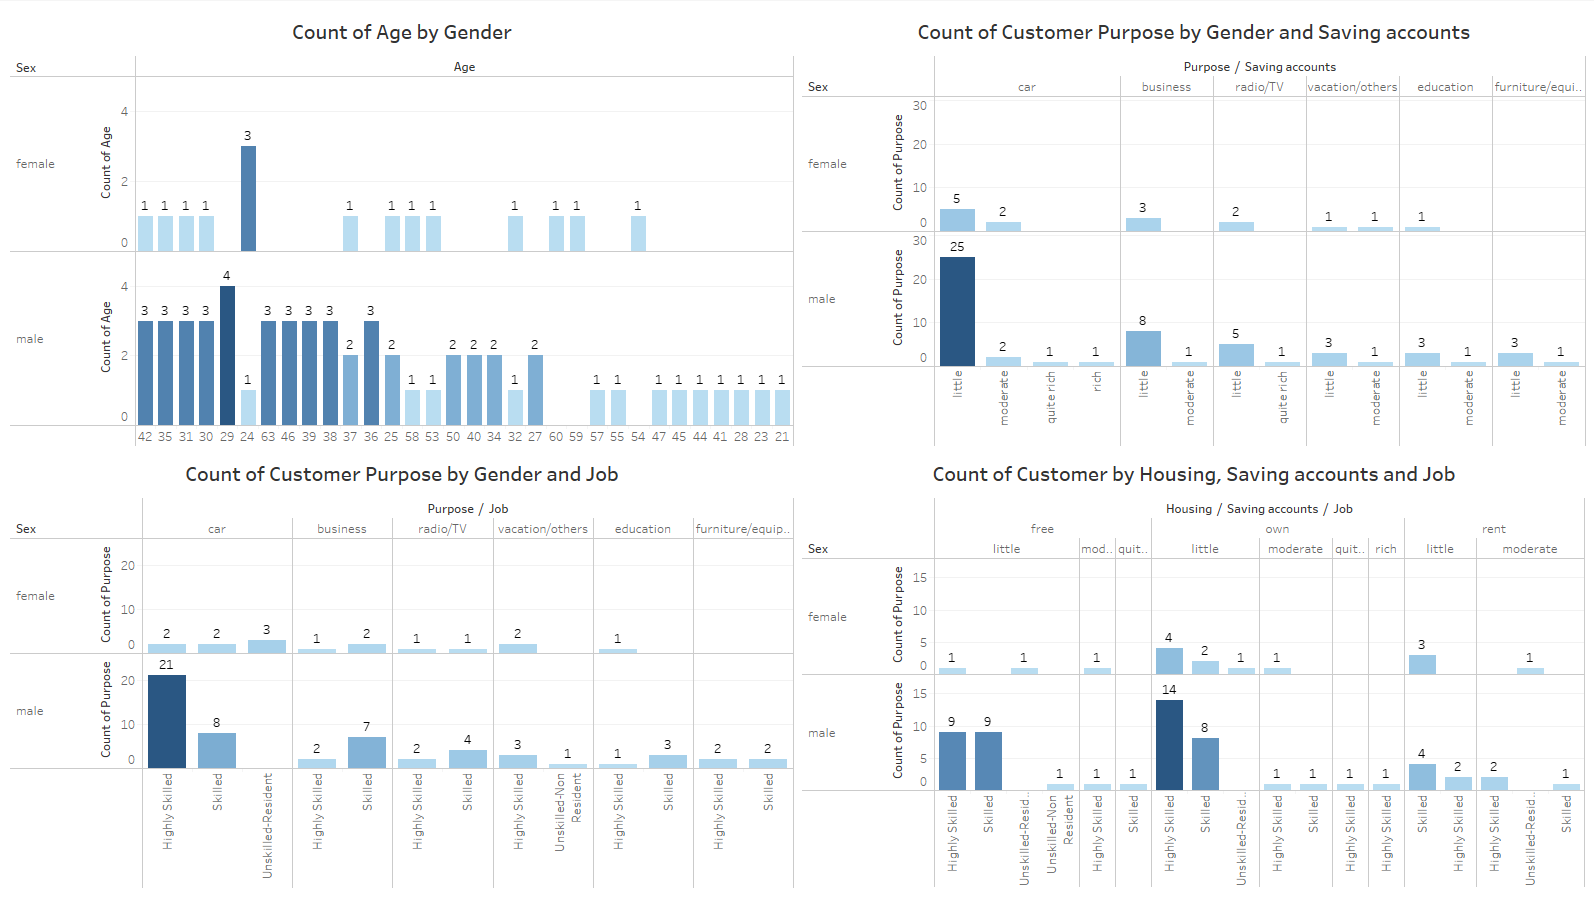 Count of Age by Gender
Sex
Age
female
Count of Age
4
2
0
1 1 1 1 3 1 1 1 1 1 1 1 1
male
Count of Age
4
2
0
3 3 3 3 4 1 3 3 3 3 2 3 2 1 1 2 2 2 1 2 1 1 1 1 1 1 1 1 1
42 35 31 30 29 24 63 46 39 38 37 36 25 58 53 50 40 34 32 27 60 59 57 55 54 47 45 44 41 28 23 21
Count of Customer Purpose by Gender and Saving accounts
Purpose / Saving accounts
Sex
car business radio/TV vacation/others education furniture/equi..
female
Count of Purpose
30
20
10
0
5 2 3 2 1 1 1
male
Count of Purpose
30
20
10
0
25 2 1 1 8 1 5 1 3 1 3 1 3 1
little moderate quite rich rich little moderate little quite rich little moderate little moderate little moderate
Count of Customer Purpose by Gender and Job
Purpose / Job
Sex
car business radio/TV vacation/others education furniture/equip..
female
Count of Purpose
20
10
0
2 2 3 1 2 1 1 2 1
male
Count of Purpose
20
10
0
21 8 2 7 2 4 3 1 1 3 2 2
Highly Skilled
Skilled
Unskilled-Resident
Highly Skilled
Skilled
Highly Skilled
Skilled
Highly Skilled
Unskilled-Non
Resident
Highly Skilled
Skilled
Highly Skilled
Skilled
Count of Customer by Housing, Saving accounts and Job
Housing / Saving accounts / Job
free own rent
Sex
little mod.. quit.. little moderate quit.. rich little moderate
female
Count of Purpose
15
10
5
0
1 1 1 4 2 1 1 3 1
male
Count of Purpose
15
10
5
0
9 9 1 1 1 14 8 1 1 1 1 4 2 2 1
Highly Skilled
Skilled
Unskilled-Resid..
Unskilled-Non
Resident
Highly Skilled
Skilled
Highly Skilled
Skilled
Unskilled-Resid..
Highly Skilled
Skilled
Highly Skilled
Highly Skilled
Skilled
Highly Skilled
Highly Skilled
Unskilled-Resid..
Skilled